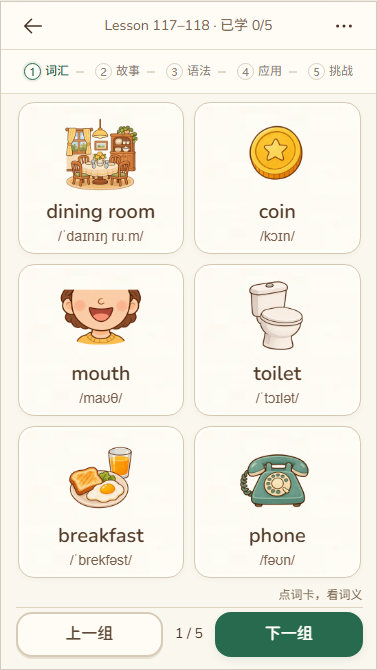 Lesson 117–118 · 已学 0/5
1 词汇 2 故事 3 语法 4 应用 5 挑战
dining room
/ˈdaɪnɪŋ ruːm/
coin
/kɔɪn/
mouth
/maʊθ/
toilet
/ˈtɔɪlət/
breakfast
/ˈbrekfəst/
phone
/fəʊn/
点词卡，看词义
上一组 1 / 5 下一组